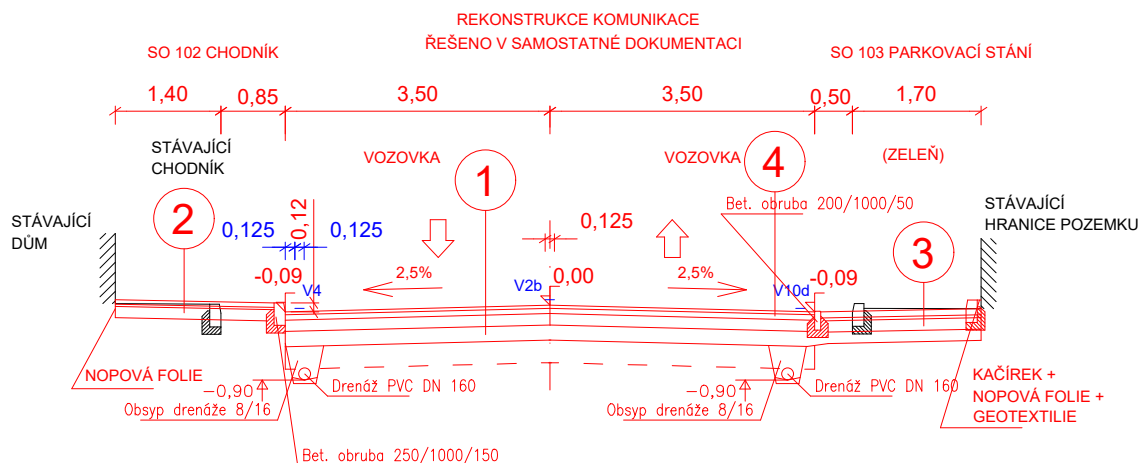 REKONSTRUKCE KOMUNIKACE
ŘEŠENO V SAMOSTATNÉ DOKUMENTACI
SO 102 CHODNÍK
SO 103 PARKOVACÍ STÁNÍ
1,40
0,85
3,50
3,50
0,50
1,70
STÁVAJÍCÍ
CHODNÍK
VOZOVKA
VOZOVKA
(ZELEŇ)
1
4
2
3
STÁVAJÍCÍ
DŮM
STÁVAJÍCÍ
HRANICE POZEMKU
Bet. obruba 200/1000/50
0,125
0,12
0,125
0,125
-0,09
V4
2,5%
V2b
0,00
2,5%
V10d
-0,09
NOPOVÁ FOLIE
-0,90
Drenáž PVC DN 160
Obsyp drenáže 8/16
-0,90
Drenáž PVC DN 160
Obsyp drenáže 8/16
KAČÍREK +
NOPOVÁ FOLIE +
GEOTEXTILIE
Bet. obruba 250/1000/150